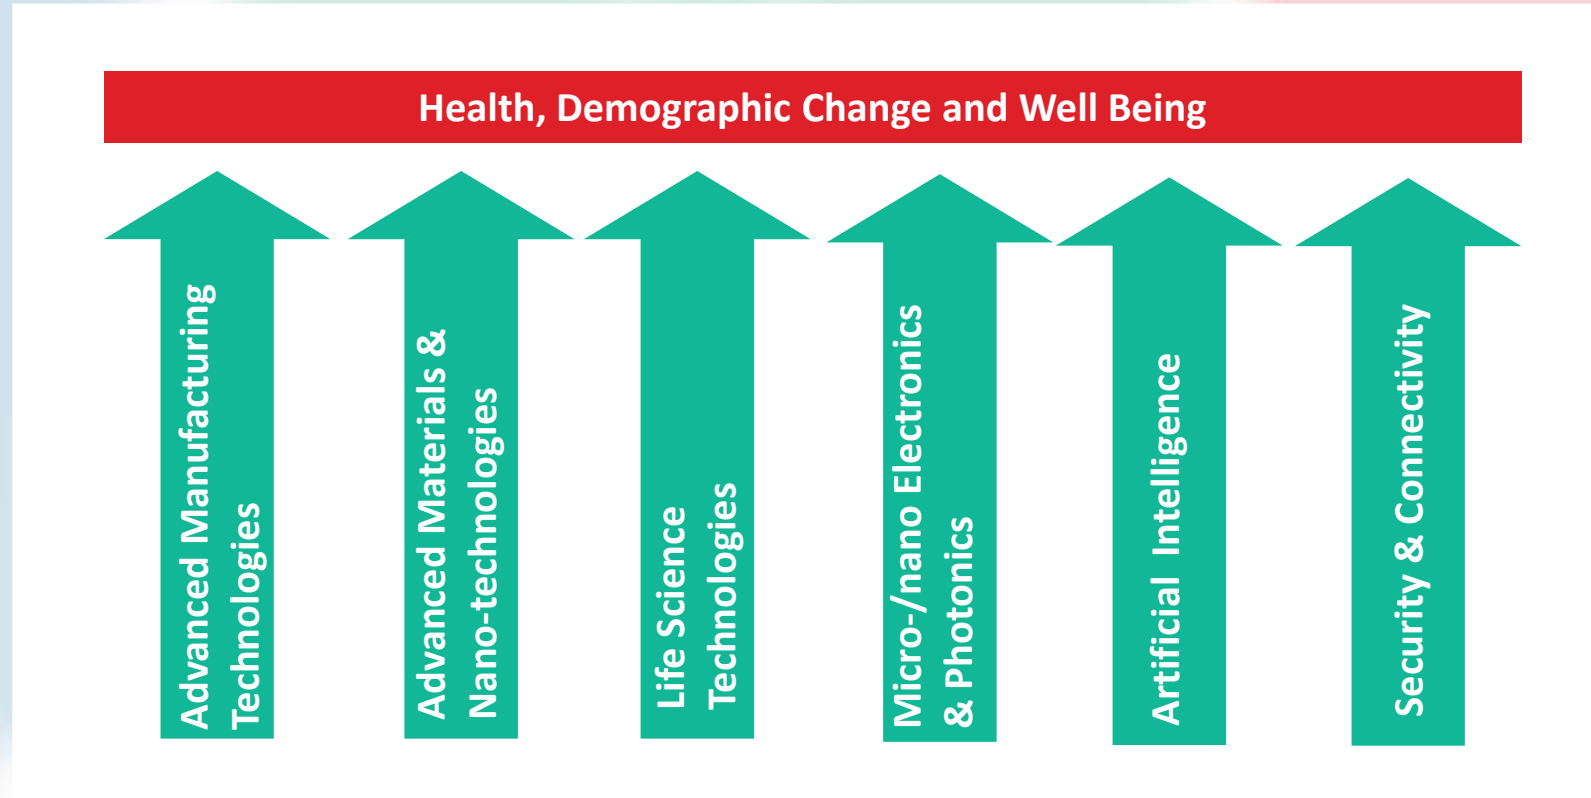 Health, Demographic Change and Well Being
Advanced Manufacturing
Technologies
Advanced Materials &
Nano-technologies
Life Science
Technologies
Micro-/nano Electronics
& Photonics
Artificial Intelligence
Security & Connectivity